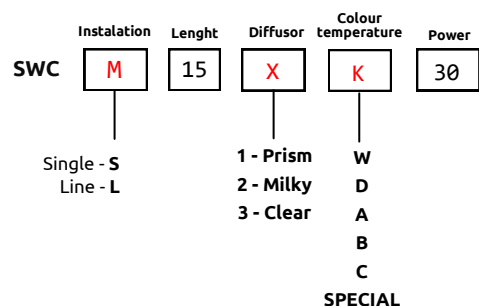 Instalation Lenght Diffusor Colour temperature Power
SWC M 15 X K 30
Single - S
Line - L
1 - Prism
2 - Milky
3 - Clear
W
D
A
B
C
SPECIAL